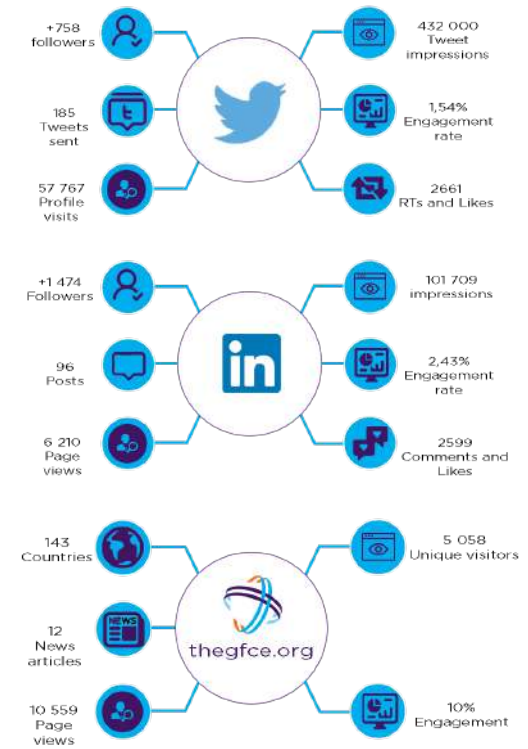 +758
followers
432 000
Tweet
impressions
185
Tweets
sent
1,54%
Engagement
rate
57 767
Profile
visits
2661
RTs and Likes
+1 474
Followers
101 709
impressions
in
96
Posts
2,43%
Engagement
rate
6 210
Page
views
2599
Comments and
Likes
143
Countries
5 058
Unique visitors
NEWS
12
News
articles
thegfce.org
10 559
Page
views
10%
Engagement